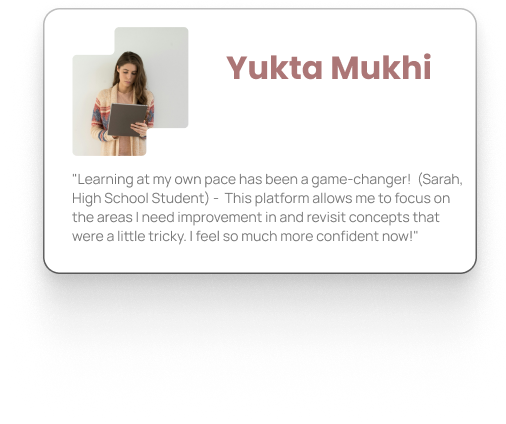 Yukta Mukhi
"Learning at my own pace has been a game-changer!  (Sarah,
High School Student) -  This platform allows me to focus on
the areas I need improvement in and revisit concepts that
were a little tricky. I feel so much more confident now!"